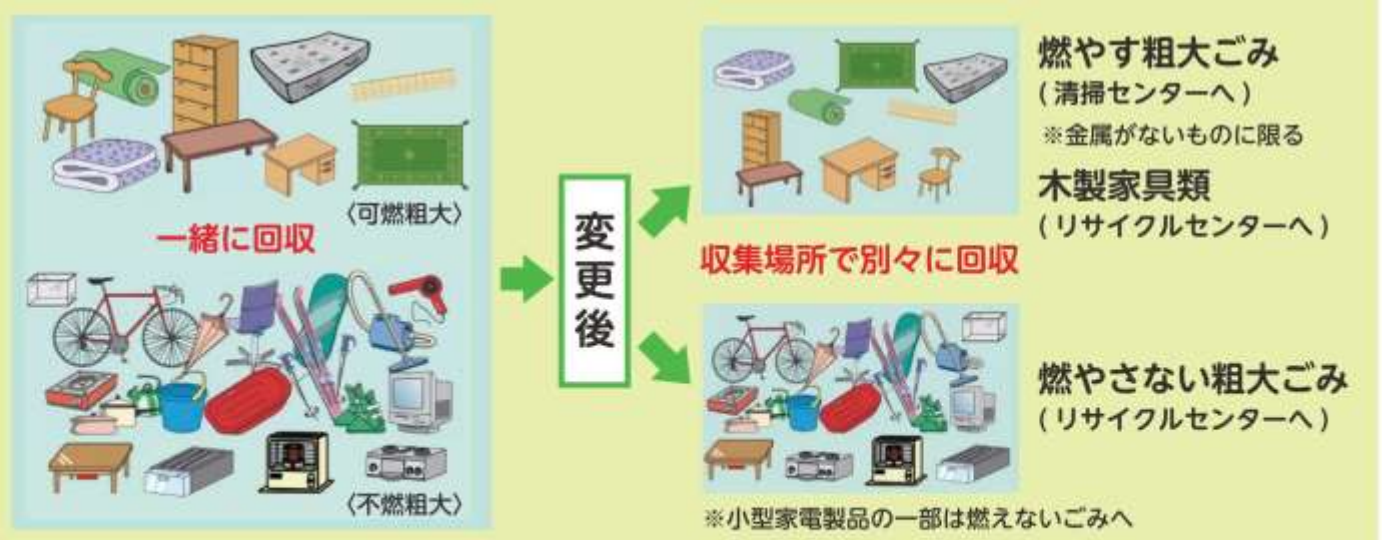 〈可燃粗大〉
一緒に回収
〈不燃粗大〉
変更後
燃やす粗大ごみ
(清掃センターへ)
※金属がないものに限る
木製家具類
(リサイクルセンターへ)
収集場所で別々に回収
燃やさない粗大ごみ
(リサイクルセンターへ)
※小型家電製品の一部は燃えないごみへ